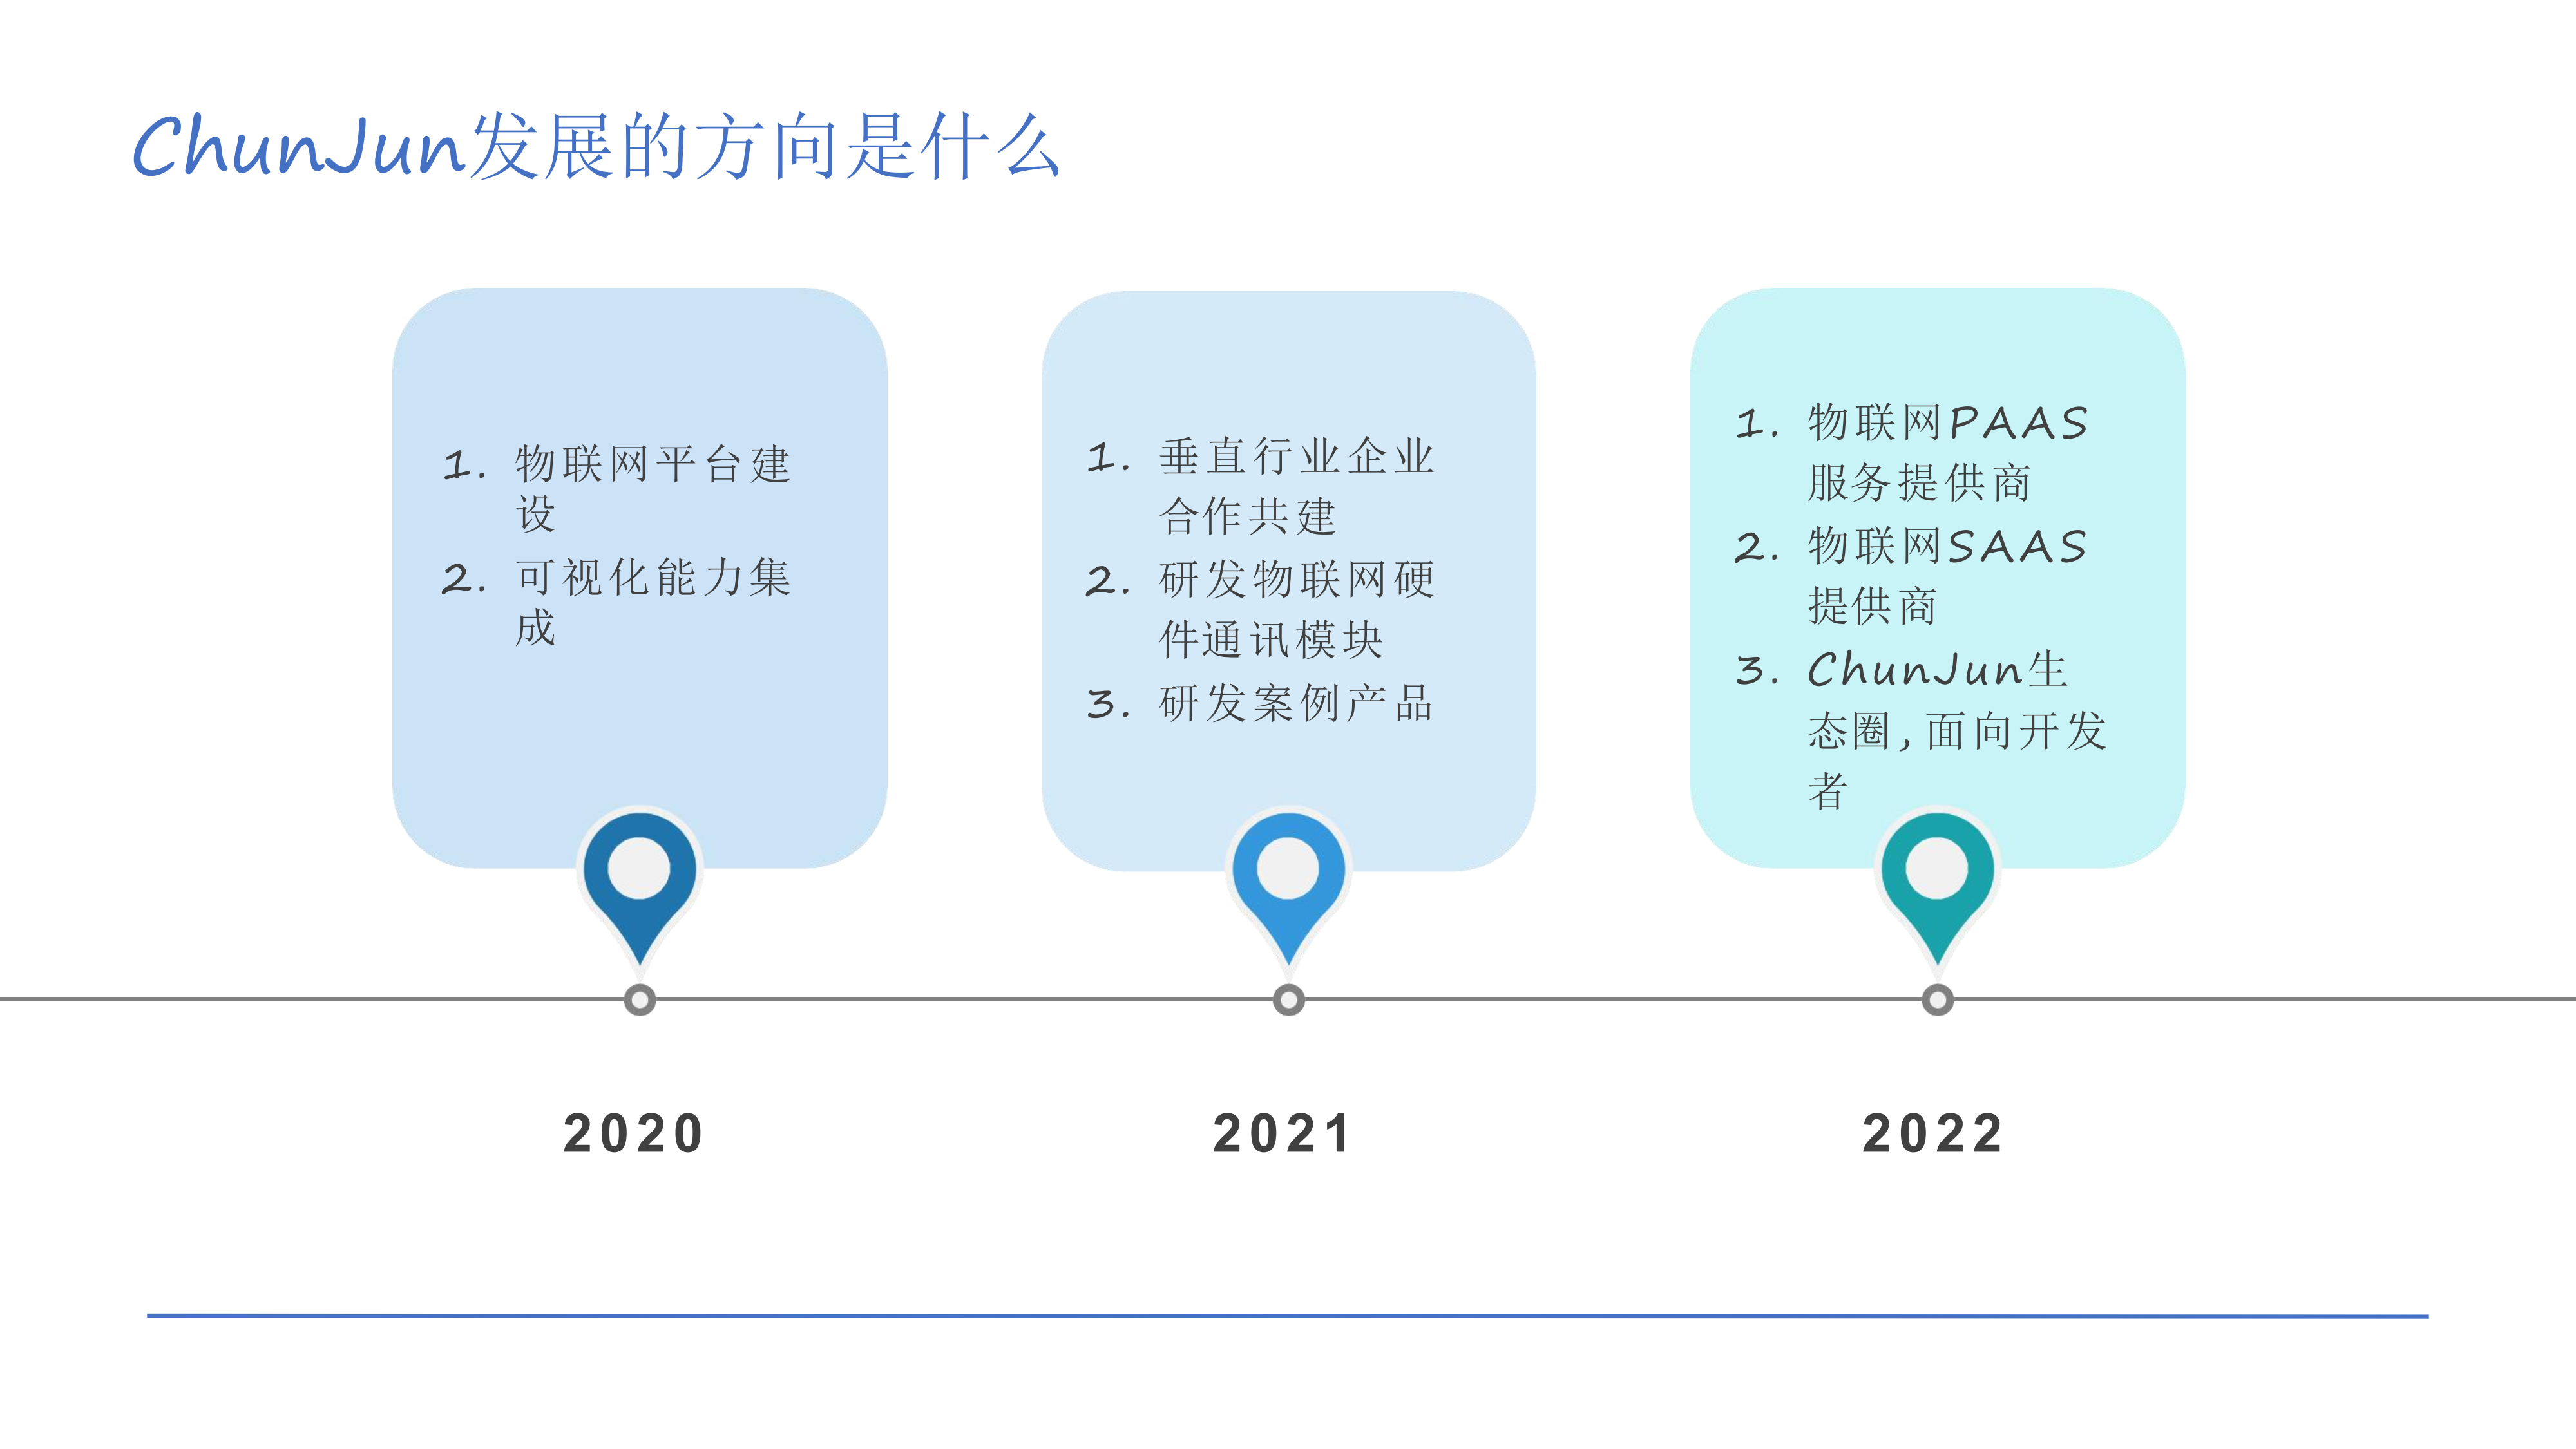 ChunJun发展的方向是什么
1. 物联网平台建
设
2. 可视化能力集
成
1. 垂直行业企业
合作共建
2. 研发物联网硬
件通讯模块
3. 研发案例产品
1. 物联网PAAS
服务提供商
2. 物联网SAAS
提供商
3. ChunJun生
态圈,面向开发
者
2020
2021
2022